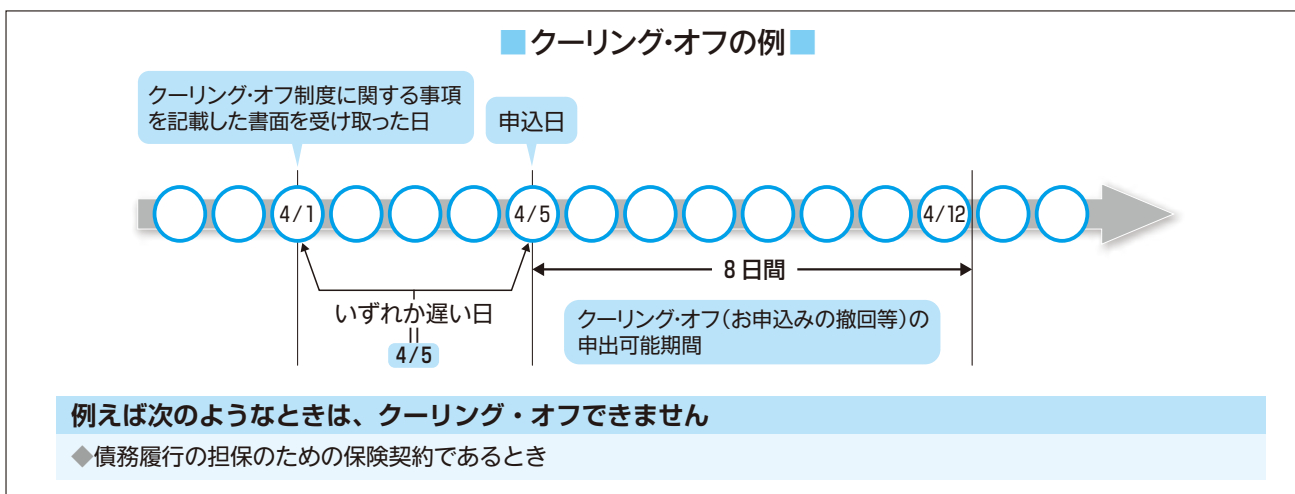 ■クーリング・オフの例■
クーリング・オフ制度に関する事項
を記載した書面を受け取った日
申込日
4/1
4/5
4/12
8日間
いずれか遅い日
=
4/5
クーリング・オフ(お申込みの撤回等)の
申出可能期間
例えば次のようなときは、クーリング・オフできません
◆債務履行の担保のための保険契約であるとき